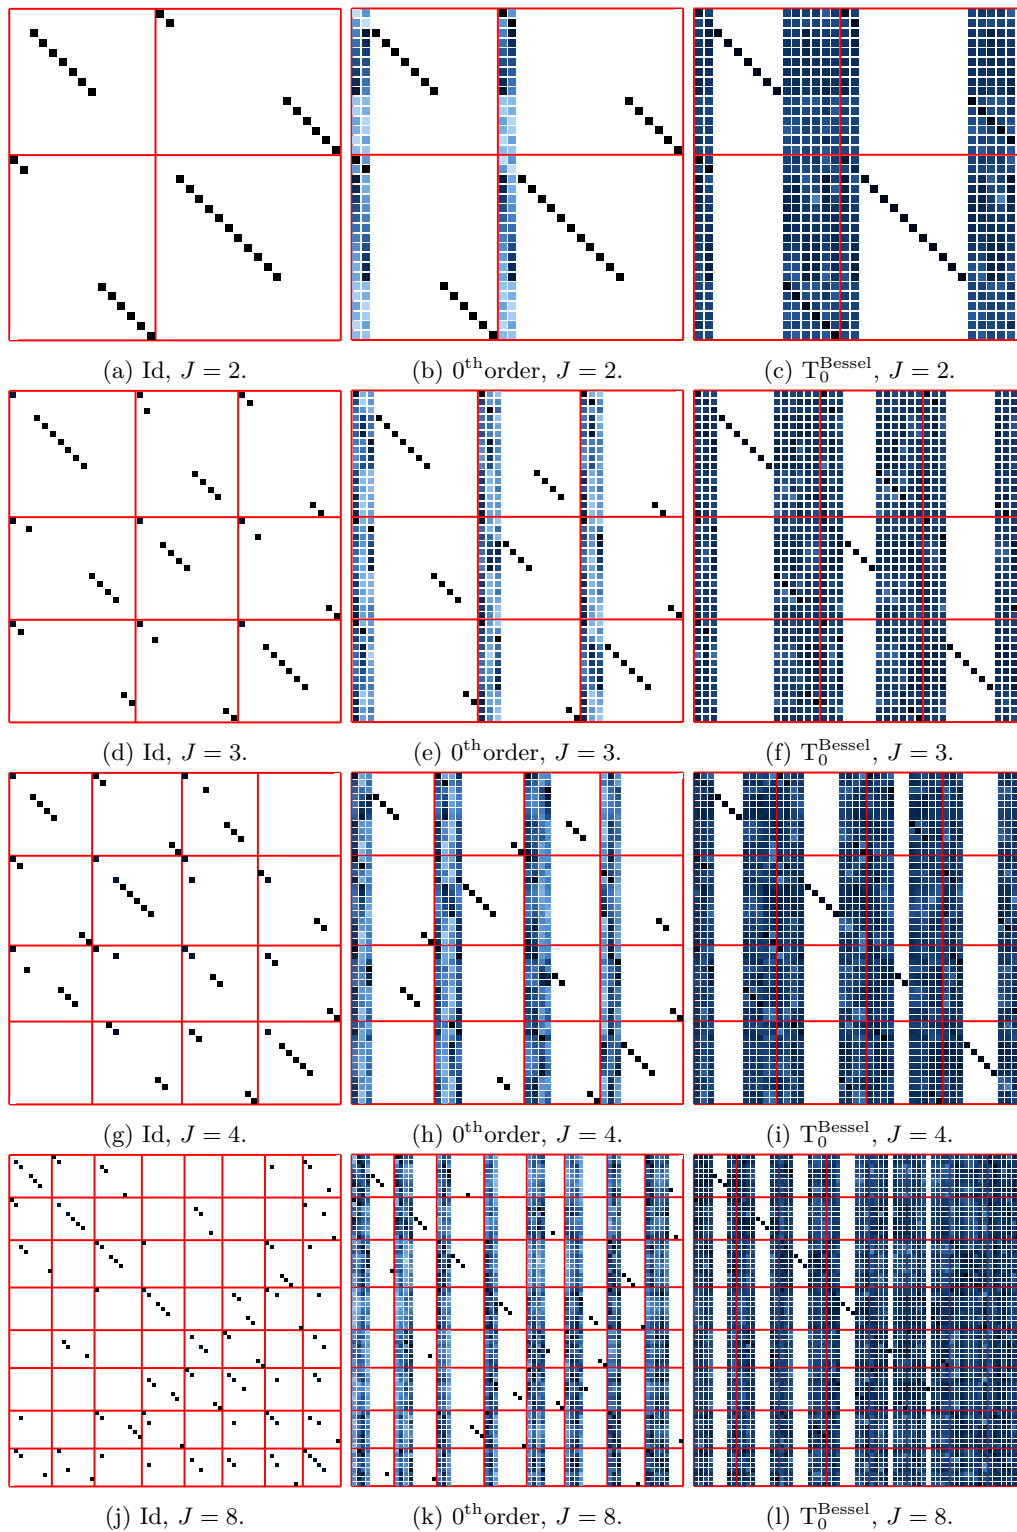 (a) Id, J = 2.
(b) 0ᵗʰorder, J = 2.
(c) T₀ᴮᵉˢˢᵉˡ, J = 2.
(d) Id, J = 3.
(e) 0ᵗʰorder, J = 3.
(f) T₀ᴮᵉˢˢᵉˡ, J = 3.
(g) Id, J = 4.
(h) 0ᵗʰorder, J = 4.
(i) T₀ᴮᵉˢˢᵉˡ, J = 4.
(j) Id, J = 8.
(k) 0ᵗʰorder, J = 8.
(l) T₀ᴮᵉˢˢᵉˡ, J = 8.